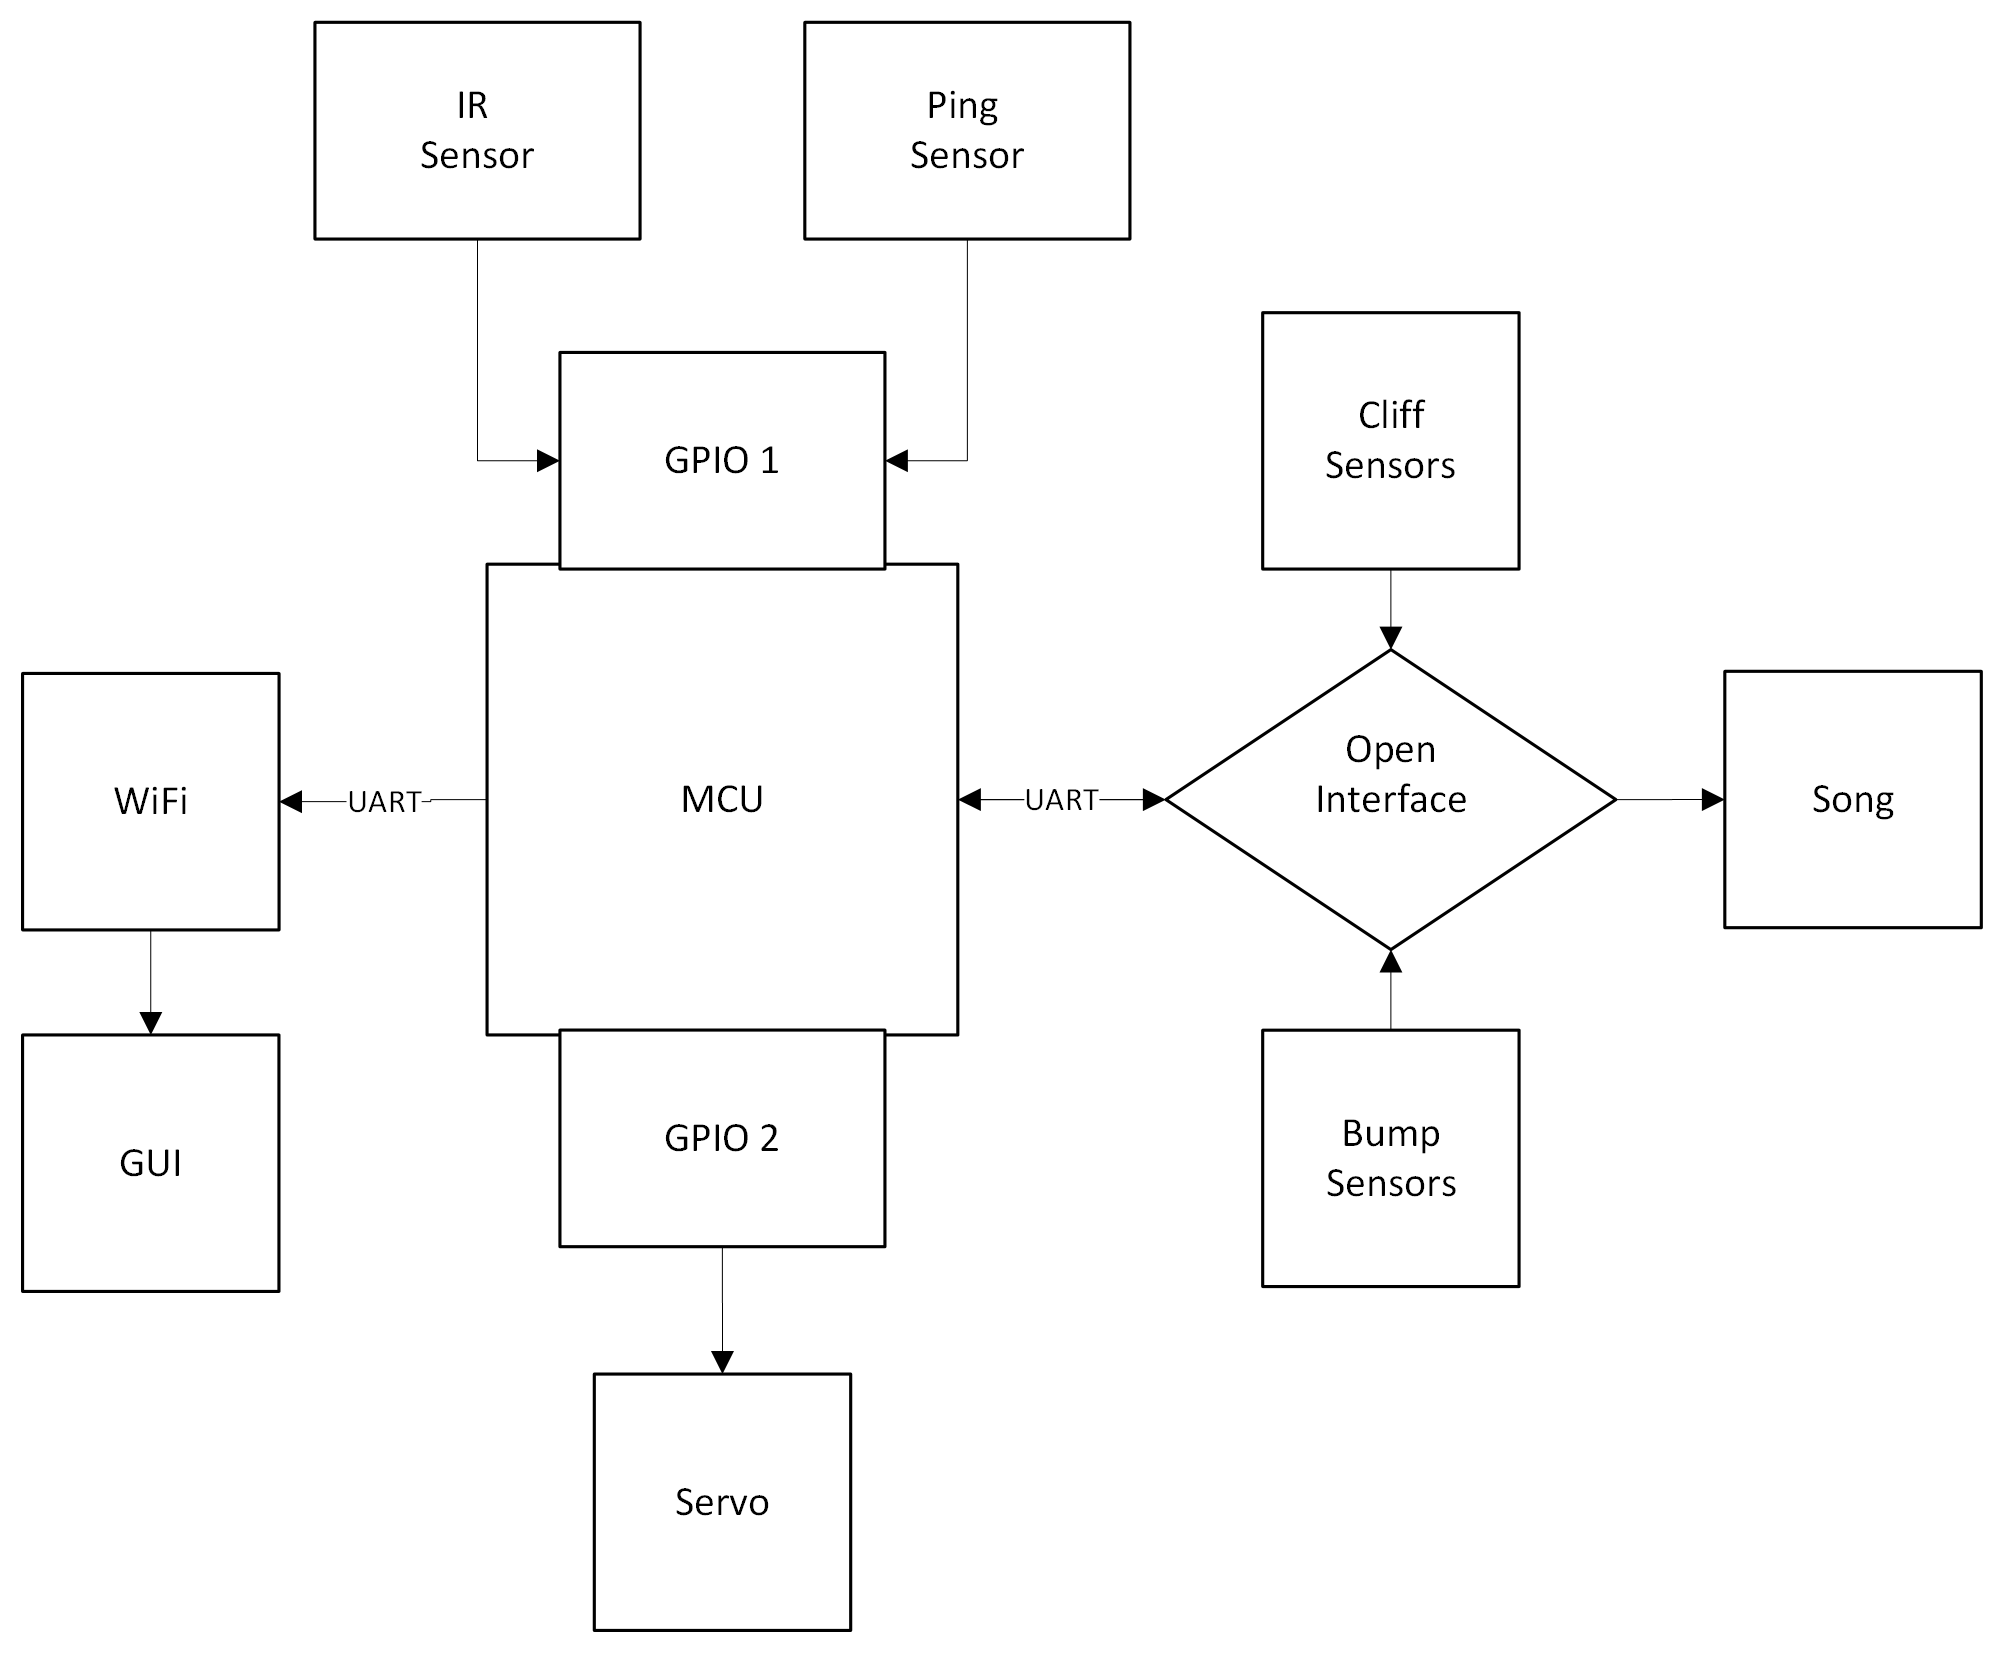 IR
Sensor
Ping
Sensor
GPIO 1
Cliff
Sensors
WiFi
UART
MCU
UART
Open
Interface
Song
GUI
GPIO 2
Bump
Sensors
Servo